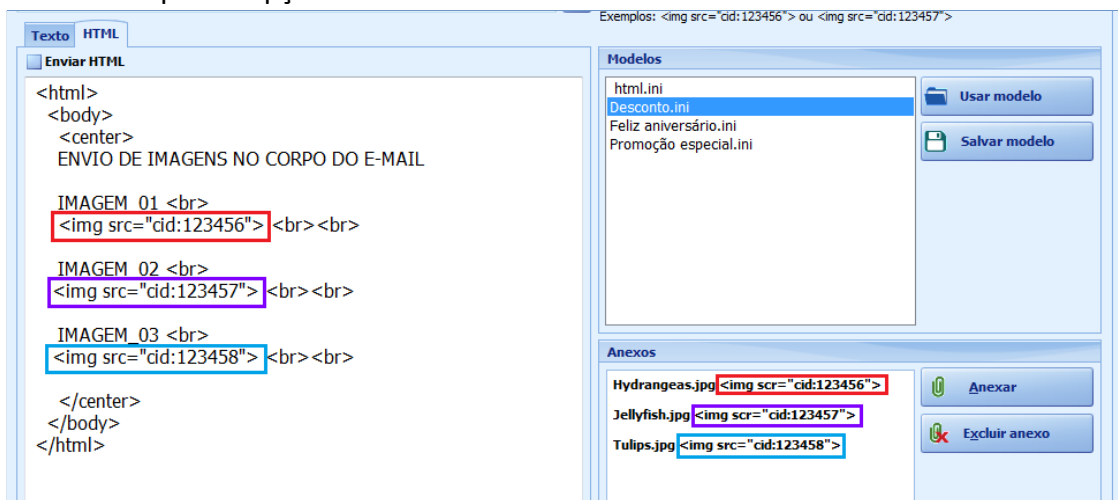 Exemplos: <img src="cid:123456"> ou <img src="cid:123457">
Texto HTML
Enviar HTML
<html>
<body>
<center>
ENVIO DE IMAGENS NO CORPO DO E-MAIL
IMAGEM_01 <br>
<img src="cid:123456"> <br><br>
IMAGEM_02 <br>
<img src="cid:123457"> <br><br>
IMAGEM_03 <br>
<img src="cid:123458"> <br><br>
</center>
</body>
</html>
Modelos
html.ini
Desconto.ini
Feliz aniversário.ini
Promoção especial.ini
Usar modelo
Salvar modelo
Anexos
Hydrangeas.jpg <img scr="cid:123456">
Jellyfish.jpg <img scr="cid:123457">
Tulips.jpg <img src="cid:123458">
Anexar
Excluir anexo